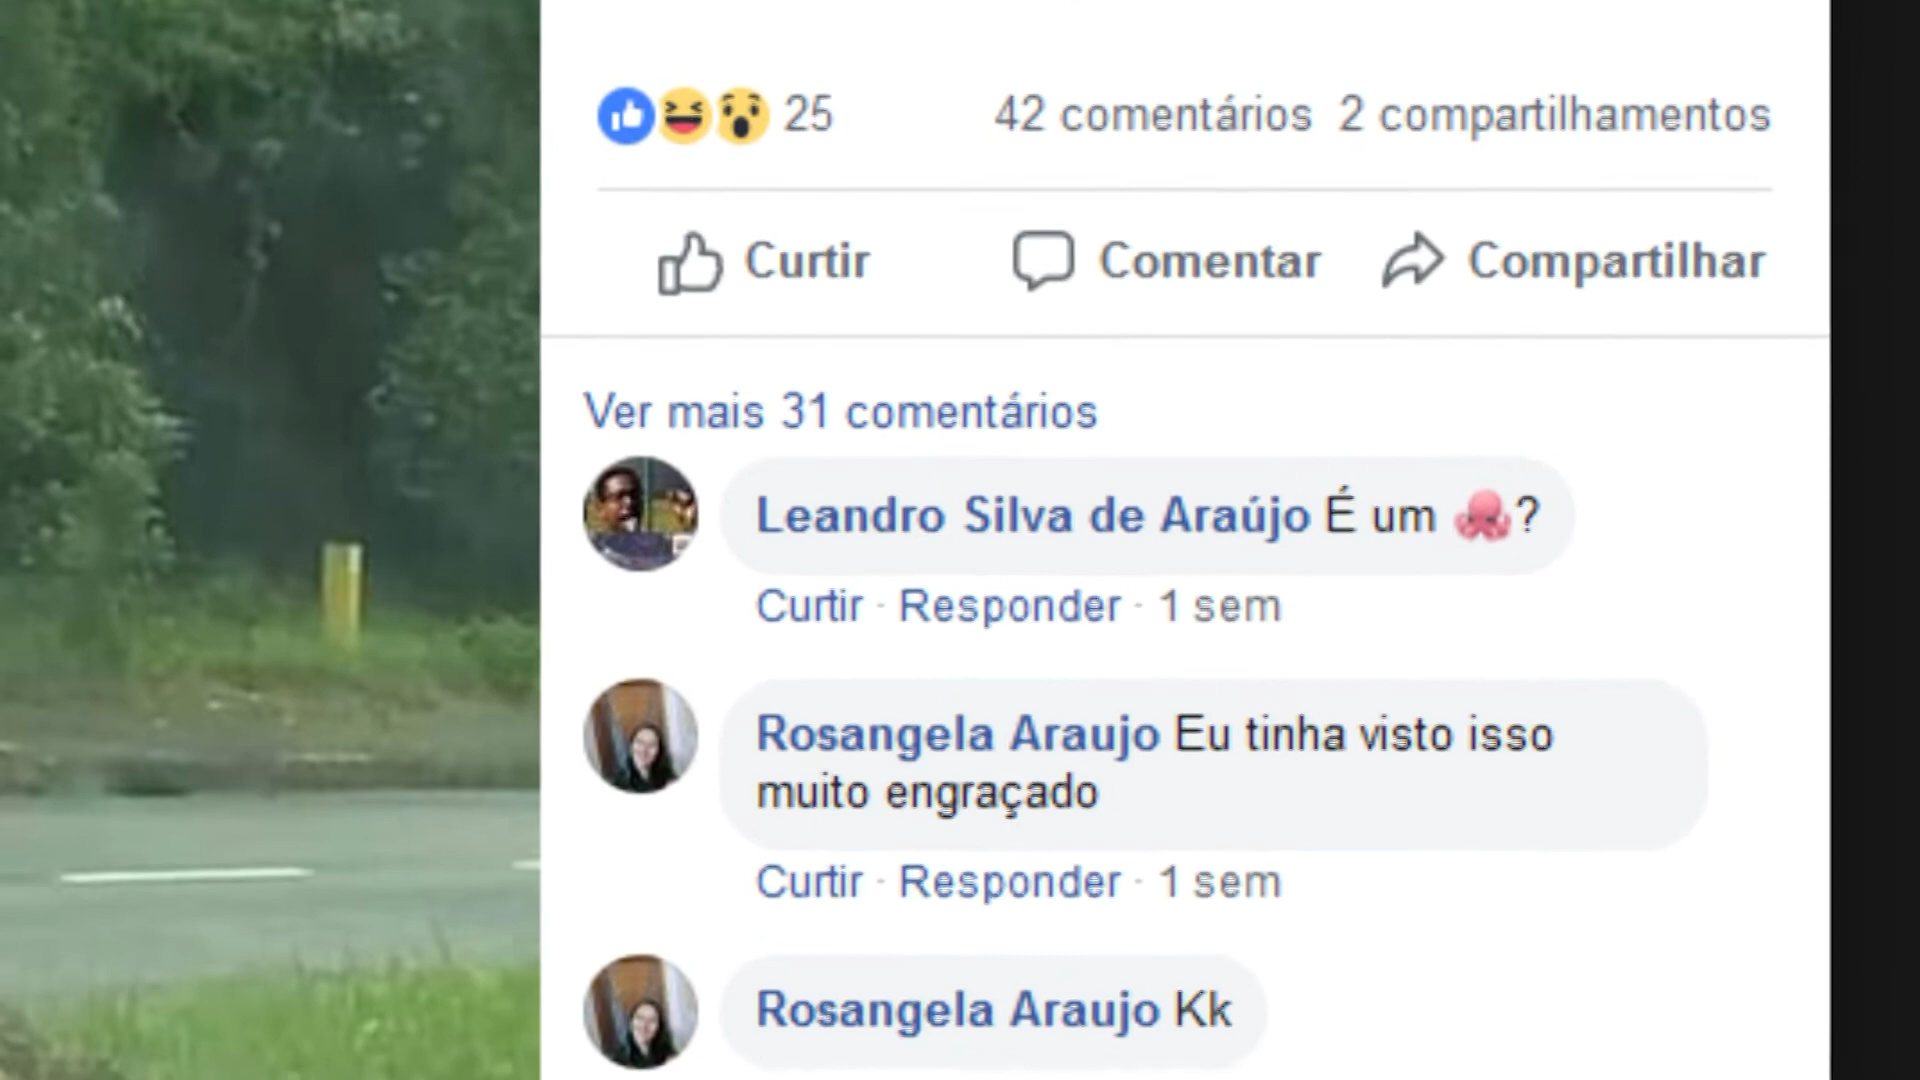 25 42 comentários 2 compartilhamentos
Curtir Comentar Compartilhar
Ver mais 31 comentários
Leandro Silva de Araújo É um 🐙?
Curtir · Responder · 1 sem
Rosangela Araujo Eu tinha visto isso
muito engraçado
Curtir · Responder · 1 sem
Rosangela Araujo Kk